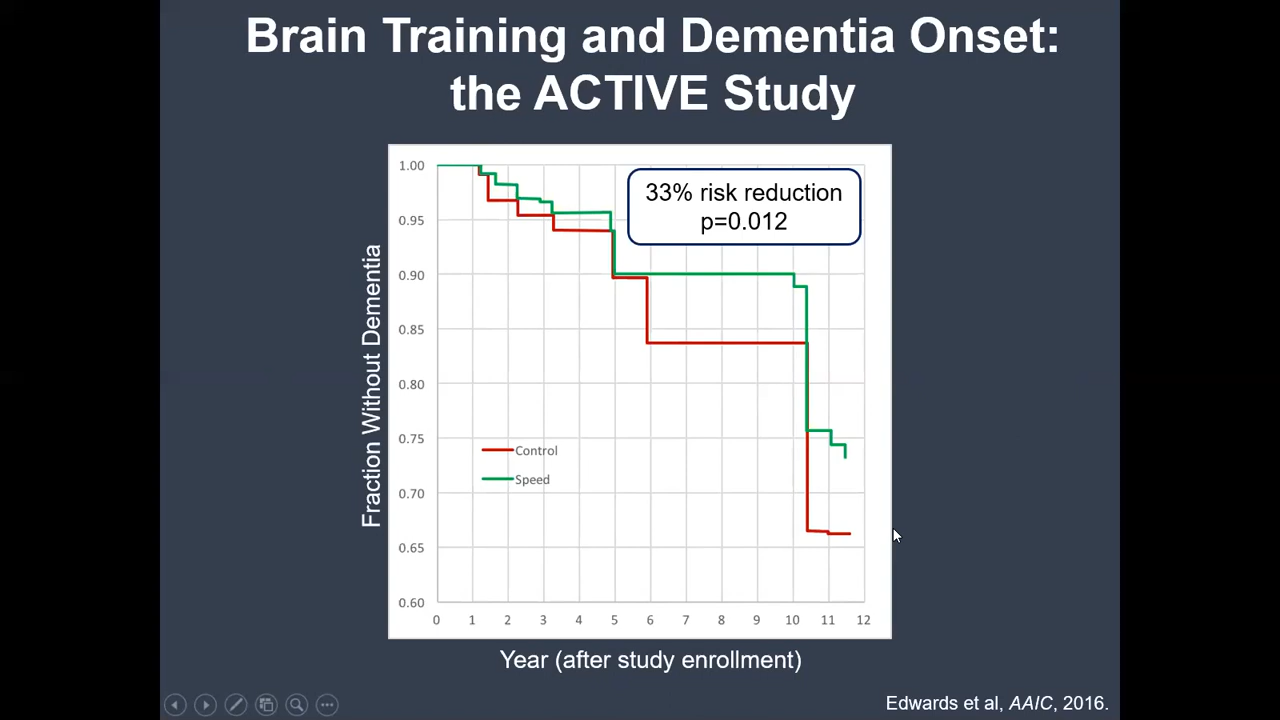 Brain Training and Dementia Onset:
the ACTIVE Study
33% risk reduction
p=0.012
Fraction Without Dementia
1.00
0.95
0.90
0.85
0.80
0.75
0.70
0.65
0.60
Control
Speed
0 1 2 3 4 5 6 7 8 9 10 11 12
Year (after study enrollment)
Edwards et al, AAIC, 2016.